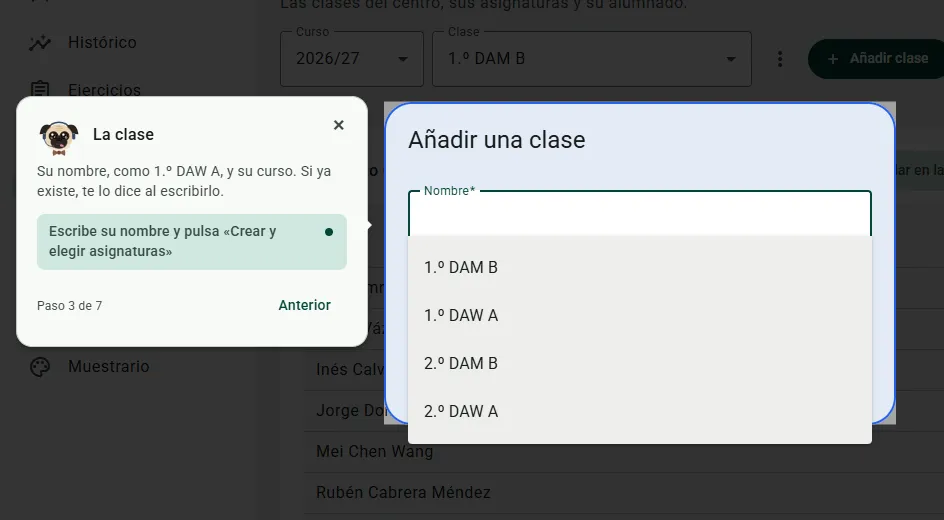 Las clases del centro, sus asignaturas y su alumnado.
Histórico
Curso
2026/27
Clase
1.º DAM B
Añadir clase
Ejercicios
La clase
Su nombre, como 1.º DAW A, y su curso. Si ya
existe, te lo dice al escribirlo.
Escribe su nombre y pulsa «Crear y
elegir asignaturas»
Paso 3 de 7
Anterior
Añadir una clase
Nombre*
1.º DAM B
1.º DAW A
2.º DAM B
2.º DAW A
Muestrario
Inés Calv
Jorge Do
Mei Chen Wang
Rubén Cabrera Méndez